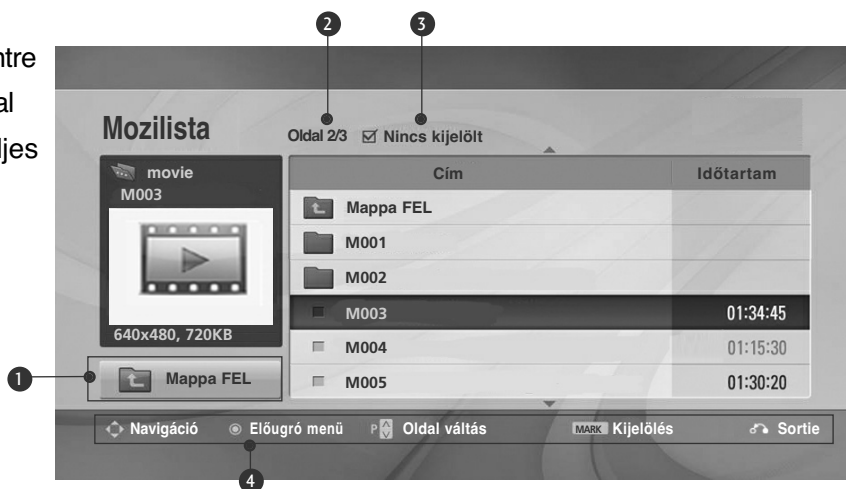 2 3
ntre
al
ljes
Mozilista
Oldal 2/3 Nincs kijelölt
movie
M003
640x480, 720KB
Cím Időtartam
Mappa FEL
M001
M002
M003 01:34:45
M004 01:15:30
M005 01:30:20
1
Mappa FEL
Navigáció Előugró menü P Oldal váltás MARK Kijelölés Sortie
4